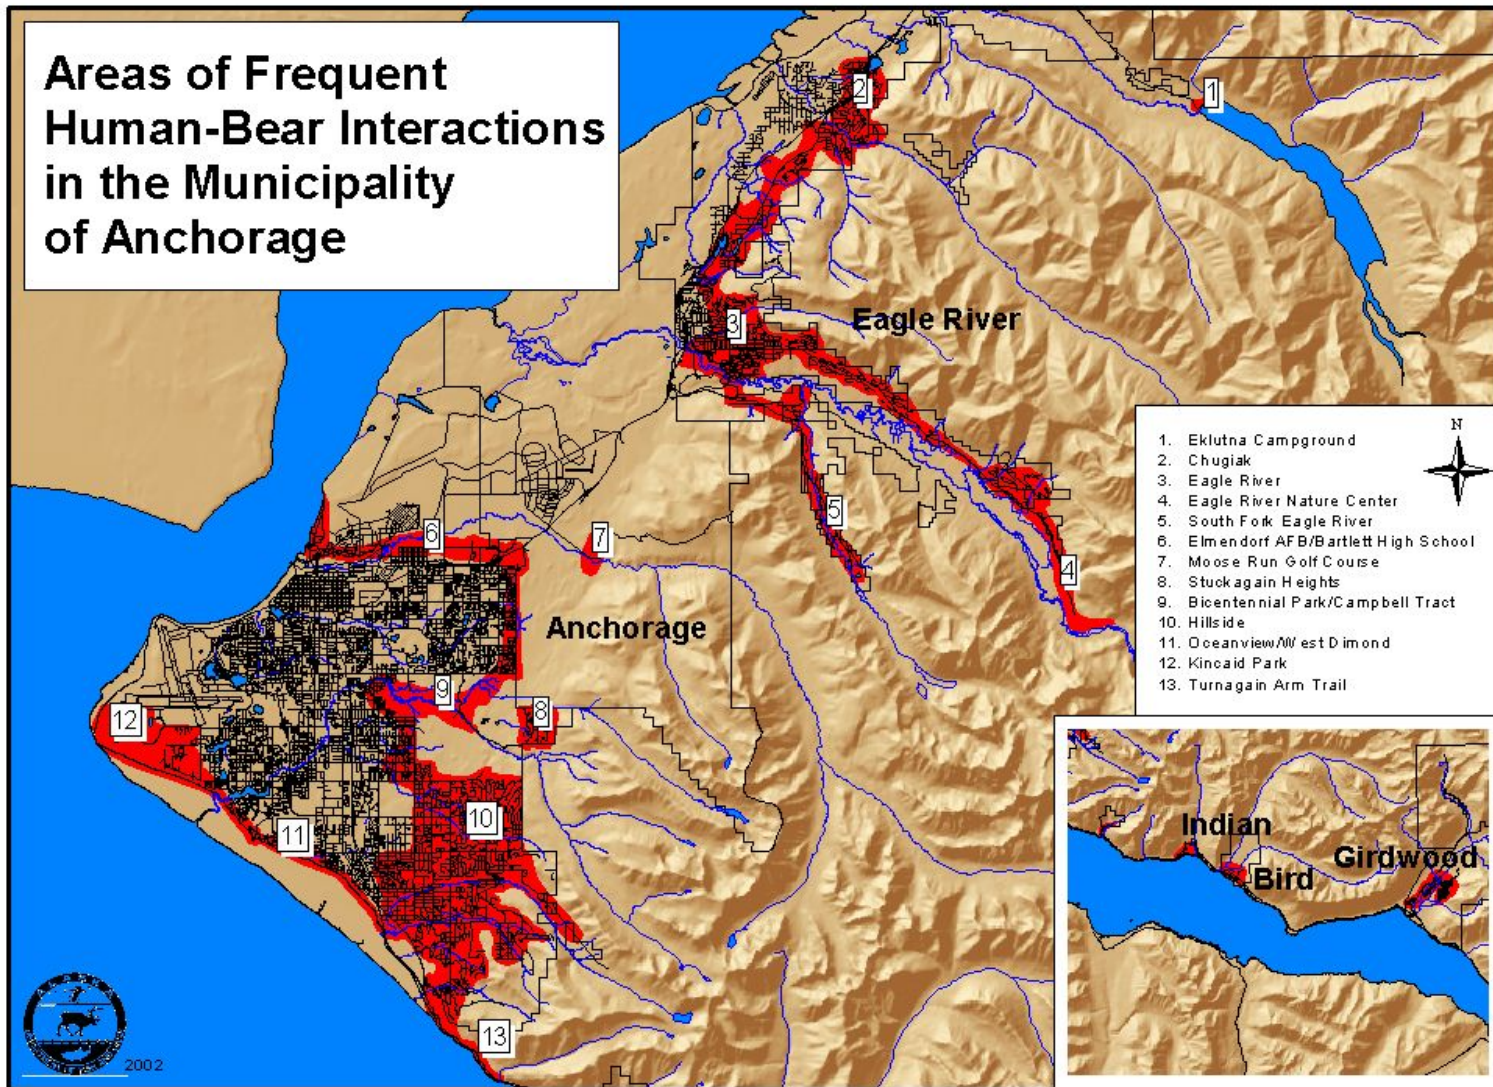 Areas of Frequent
Human-Bear Interactions
in the Municipality
of Anchorage
1
2
3
Eagle River
N
1. Eklutna Campground
2. Chugiak
3. Eagle River
4. Eagle River Nature Center
5. South Fork Eagle River
6. Elmendorf AFB/Bartlett High School
7. Moose Run Golf Course
8. Stuckagain Heights
9. Bicentennial Park/Campbell Tract
10. Hillside
11. Oceanview/West Dimond
12. Kincaid Park
13. Turnagain Arm Trail
5
6
7
4
Anchorage
9
8
12
10
11
13
Indian
Bird
Girdwood
2002